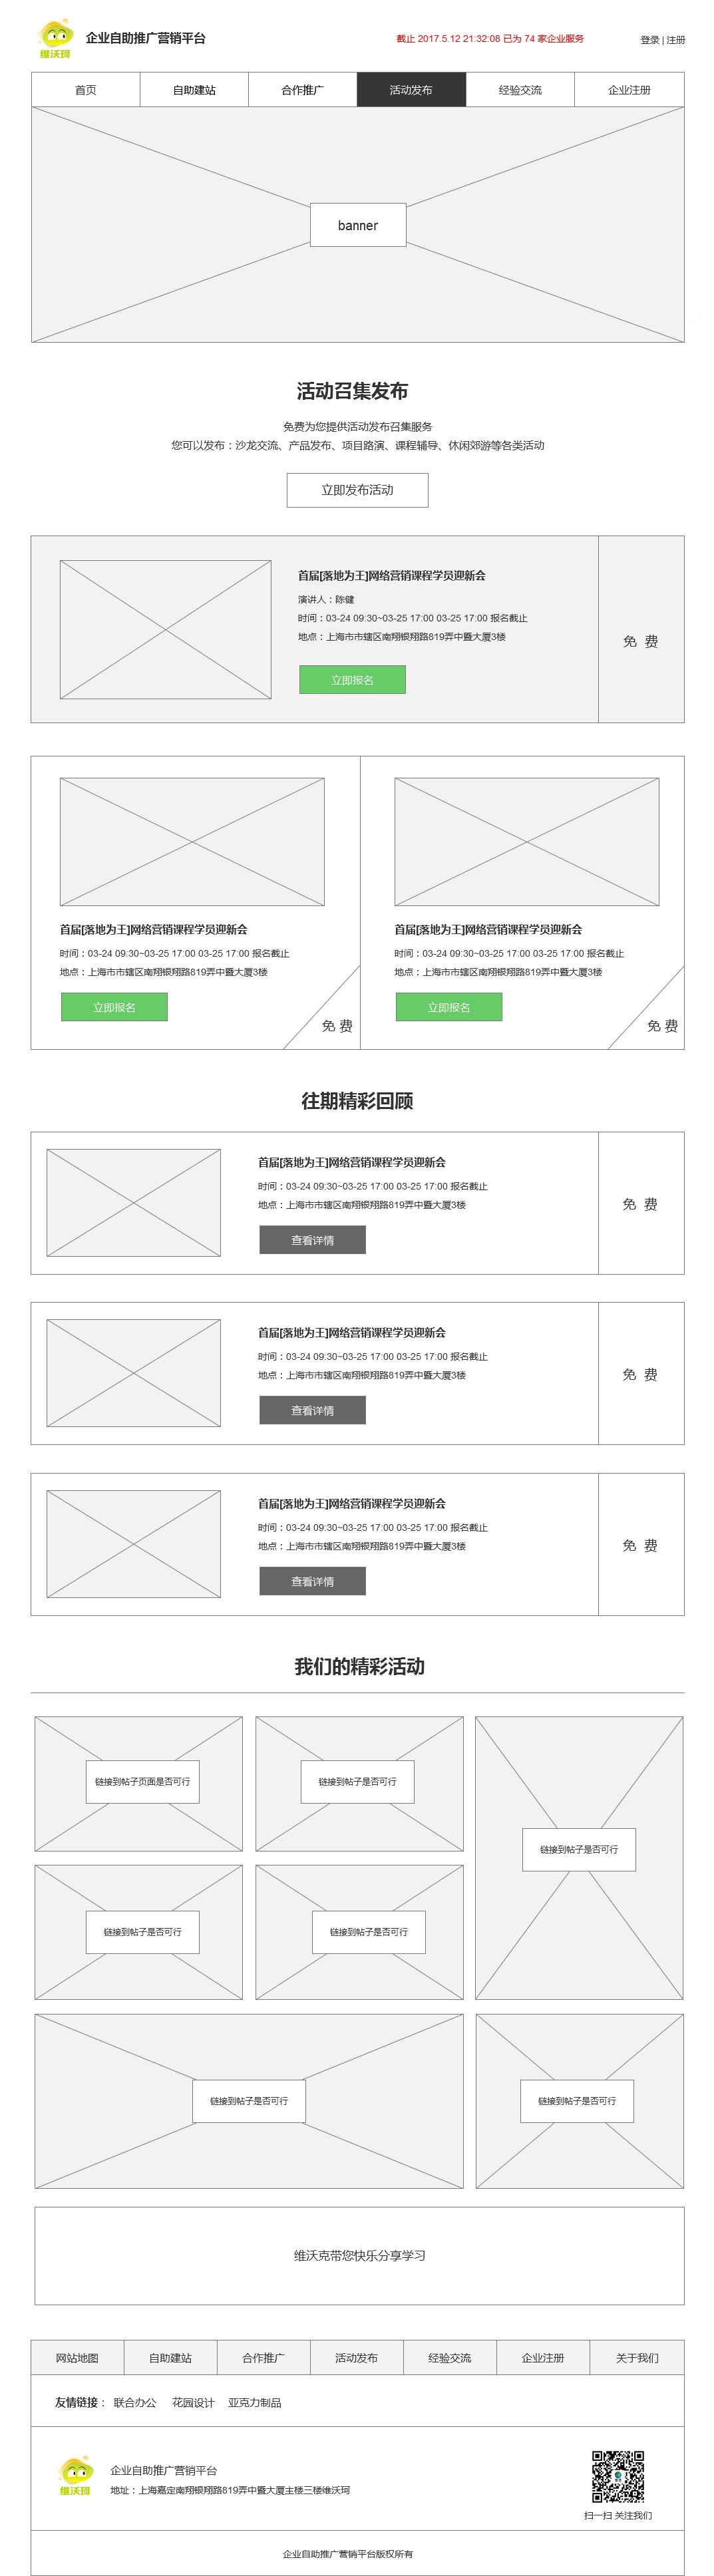 维沃珂
企业自助推广营销平台
截止 2017.5.12 21:32:08 已为 74 家企业服务
登录 | 注册
首页 自助建站 合作推广 活动发布 经验交流 企业注册
banner
活动召集发布
免费为您提供活动发布召集服务
您可以发布：沙龙交流、产品发布、项目路演、课程辅导、休闲郊游等各类活动
立即发布活动
首届[落地为王]网络营销课程学员迎新会
演讲人：陈健
时间：03-24 09:30~03-25 17:00 03-25 17:00 报名截止
地点：上海市市辖区南翔银翔路819弄中暨大厦3楼
立即报名
免 费
首届[落地为王]网络营销课程学员迎新会
时间：03-24 09:30~03-25 17:00 03-25 17:00 报名截止
地点：上海市市辖区南翔银翔路819弄中暨大厦3楼
立即报名
免 费
首届[落地为王]网络营销课程学员迎新会
时间：03-24 09:30~03-25 17:00 03-25 17:00 报名截止
地点：上海市市辖区南翔银翔路819弄中暨大厦3楼
立即报名
免 费
往期精彩回顾
首届[落地为王]网络营销课程学员迎新会
时间：03-24 09:30~03-25 17:00 03-25 17:00 报名截止
地点：上海市市辖区南翔银翔路819弄中暨大厦3楼
查看详情
免 费
首届[落地为王]网络营销课程学员迎新会
时间：03-24 09:30~03-25 17:00 03-25 17:00 报名截止
地点：上海市市辖区南翔银翔路819弄中暨大厦3楼
查看详情
免 费
首届[落地为王]网络营销课程学员迎新会
时间：03-24 09:30~03-25 17:00 03-25 17:00 报名截止
地点：上海市市辖区南翔银翔路819弄中暨大厦3楼
查看详情
免 费
我们的精彩活动
链接到帖子页面是否可行
链接到帖子是否可行
链接到帖子是否可行
链接到帖子是否可行
链接到帖子是否可行
链接到帖子是否可行
链接到帖子是否可行
维沃克带您快乐分享学习
网站地图 自助建站 合作推广 活动发布 经验交流 企业注册 关于我们
友情链接： 联合办公 花园设计 亚克力制品
维沃珂
企业自助推广营销平台
地址：上海嘉定南翔银翔路819弄中暨大厦主楼三楼维沃珂
扫一扫 关注我们
企业自助推广营销平台版权所有